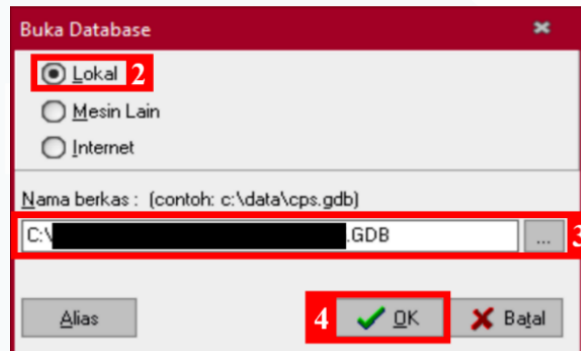 Buka Database
Lokal 2
Mesin Lain
Internet
Nama berkas : (contoh: c:\data\cps.gdb)
C:\ .GDB ... 3
Alias 4 OK Batal